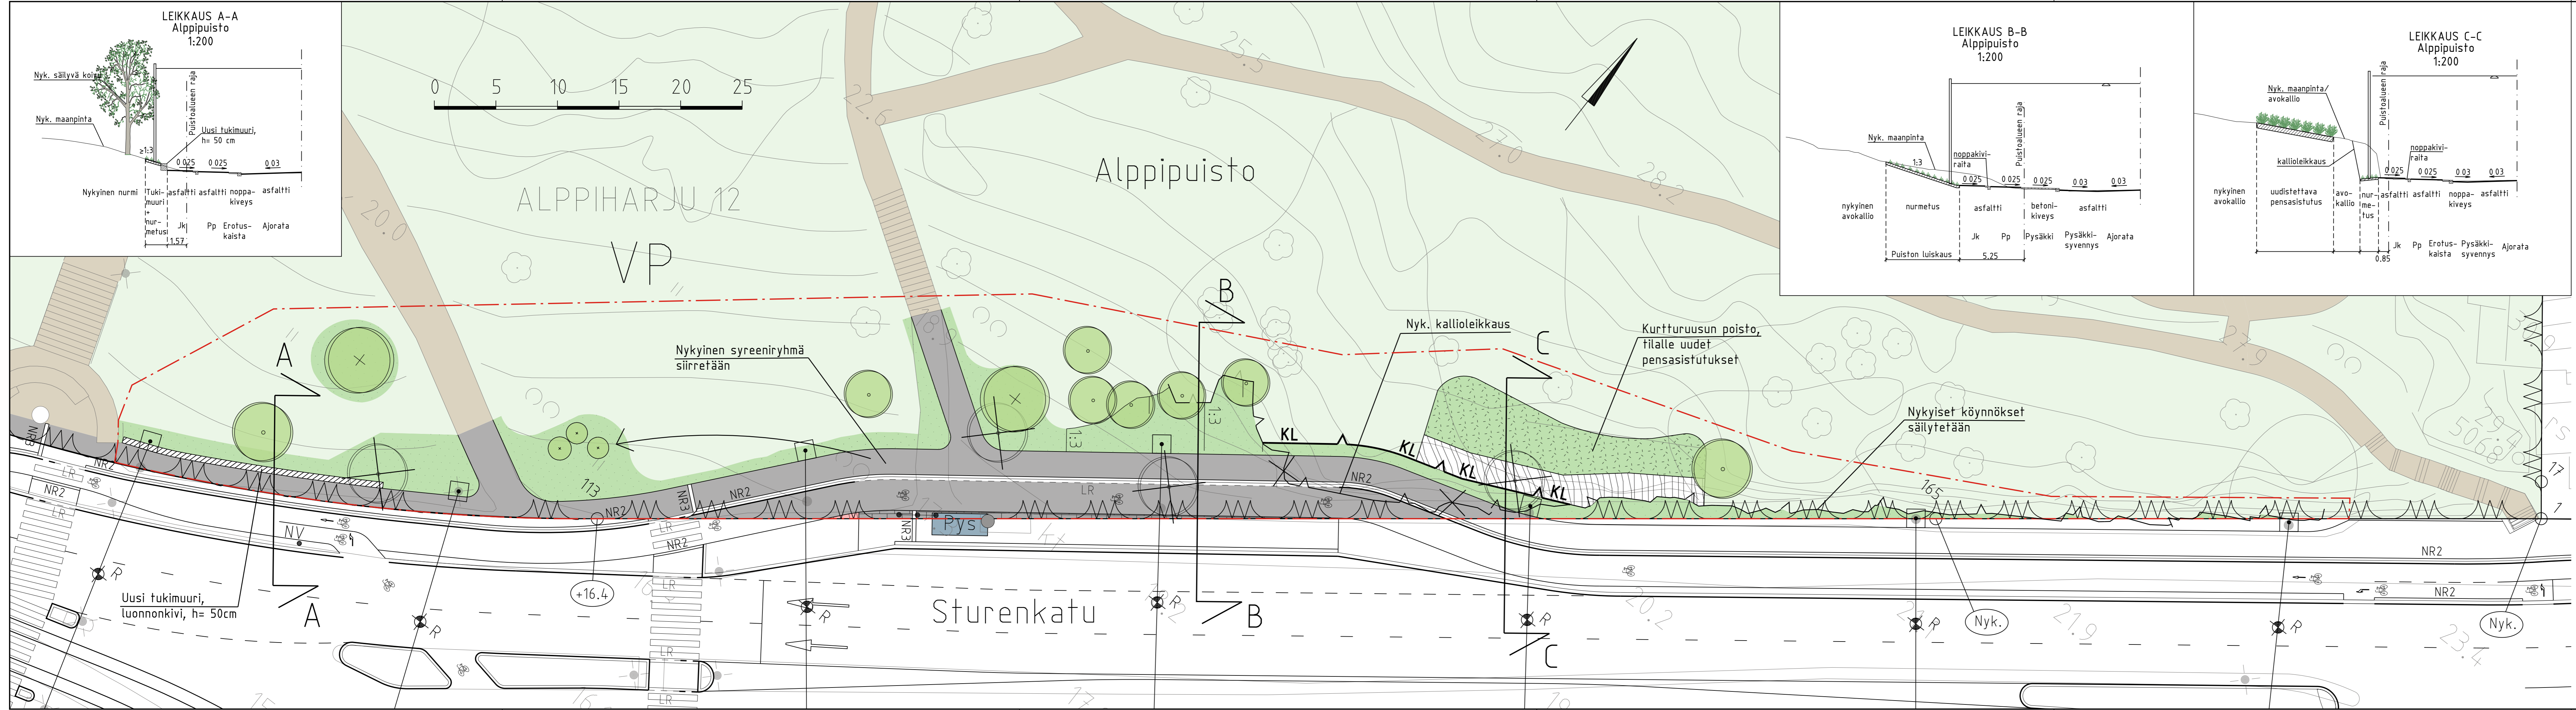 LEIKKAUS A-A
Alppipuisto
1:200
Nyk. säilyvä koivu
Nyk. maanpinta
Puistoalueen raja
Uusi tukimuuri,
h= 50 cm
≥1:3
0.025
0.025
0.03
Nykyinen nurmi
Tuki-
muuri
+
nur-
metus
asfaltti
asfaltti
noppa-
kiveys
asfaltti
Jk
Pp
Erotus-
kaista
Ajorata
1,57
0 5 10 15 20 25
ALPPIHARJU 12
VP
Alppipuisto
20.0
22.6
25.5
27.0
28.2
27.9
LEIKKAUS B-B
Alppipuisto
1:200
Nyk. maanpinta
1:3
noppakivi-
raita
Puistoalueen raja
0.025
0.025
0.025
0.03
0.03
nykyinen
avokallio
nurmetus
asfaltti
betoni-
kiveys
asfaltti
Jk
Pp
Pysäkki
Pysäkki-
syvennys
Ajorata
Puiston luiskaus
5,25
LEIKKAUS C-C
Alppipuisto
1:200
Nyk. maanpinta/
avokallio
kallioleikkaus
Puistoalueen raja
noppakivi-
raita
0.025
0.025
0.03
0.03
nykyinen
avokallio
uudistettava
pensasistutus
avo-
kallio
nur-
me-
tus
asfaltti
asfaltti
noppa-
kiveys
asfaltti
Jk
Pp
Erotus-
kaista
Pysäkki-
syvennys
Ajorata
0,85
A
B
C
Nykyinen syreeniryhmä
siirretään
Nyk. kallioleikkaus
Kurtturuusun poisto,
tilalle uudet
pensasistutukset
Nykyiset köynnökset
säilytetään
1:3
1:3
KL
KL
KL
KL
113
165
17
NR3
NR2
LR
NR2
LR
NV
NR2
NR3
NR2
LR
NR2
LR
LR
LR
LR
NR2
NR3
Pys
NR2
NR2
R
R
R
R
R
R
R
+16.4
Nyk.
Nyk.
Uusi tukimuuri,
luonnonkivi, h= 50cm
A
B
C
Sturenkatu
20.2
21.9
23.4